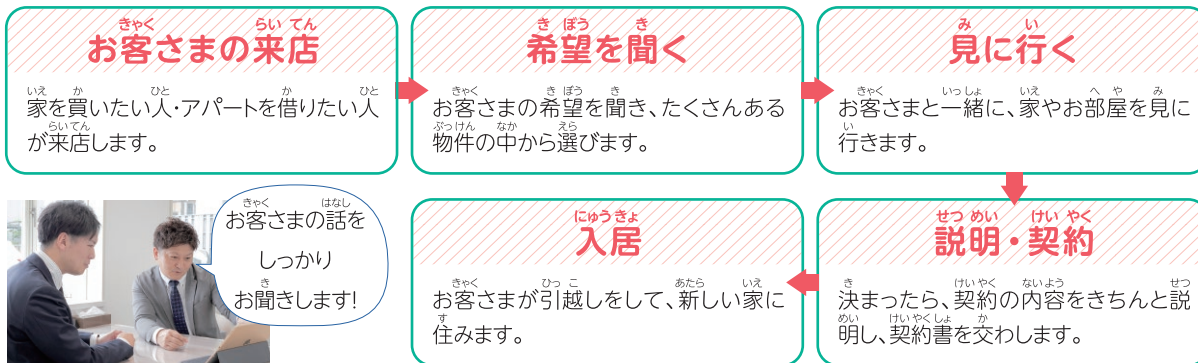 お客さまの来店
家を買いたい人・アパートを借りたい人
が来店します。
希望を聞く
お客さまの希望を聞き、たくさんある
物件の中から選びます。
見に行く
お客さまと一緒に、家やお部屋を見に
行きます。
説明・契約
決まったら、契約の内容をきちんと説
明し、契約書を交わします。
入居
お客さまが引越しをして、新しい家に
住みます。
お客さまの話を
しっかり
お聞きします!